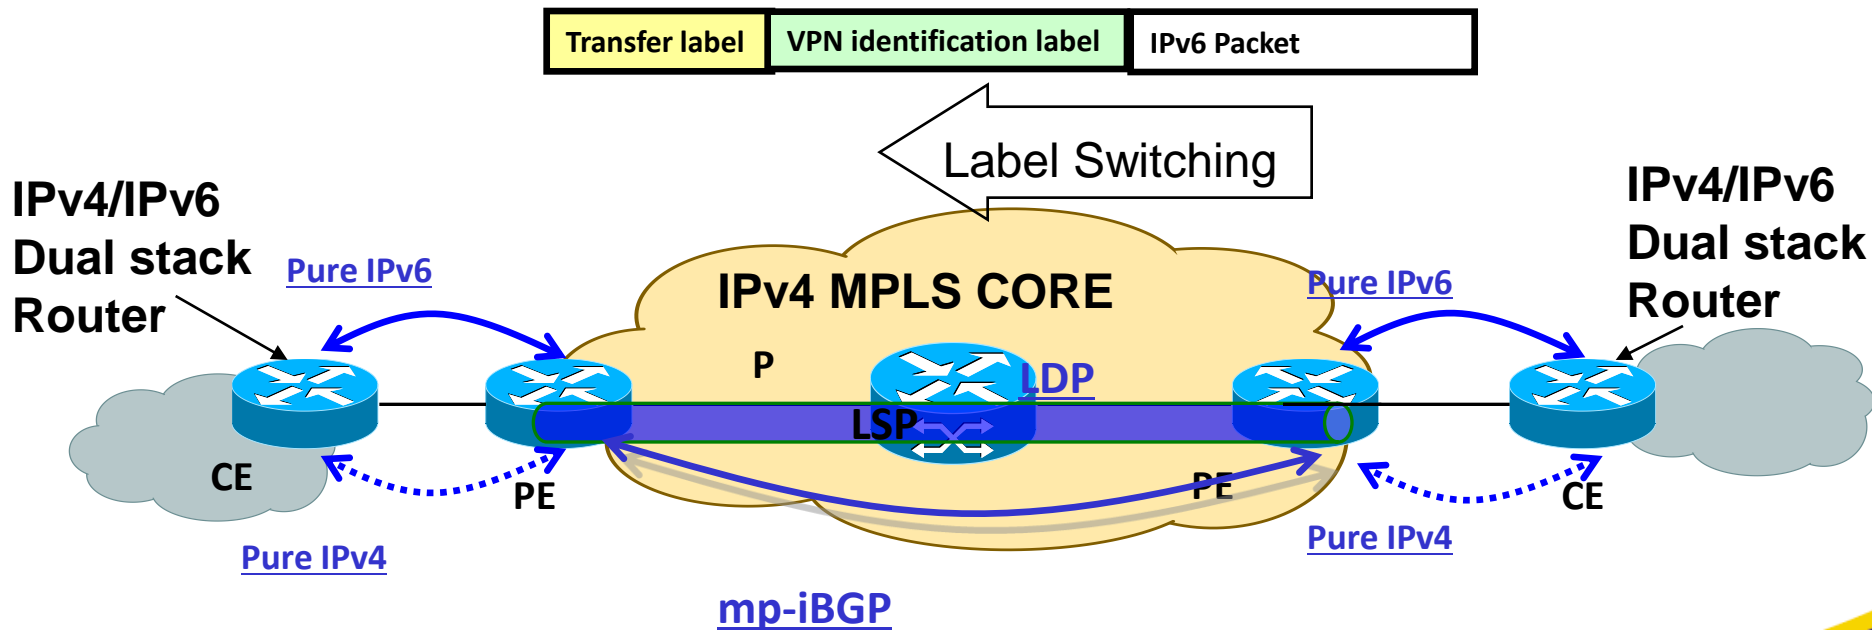 Transfer label
VPN identification label
IPv6 Packet
Label Switching
IPv4/IPv6
Dual stack
Router
IPv4/IPv6
Dual stack
Router
Pure IPv6
Pure IPv6
IPv4 MPLS CORE
P
LDP
LSP
CE
PE
PE
CE
Pure IPv4
Pure IPv4
mp-iBGP